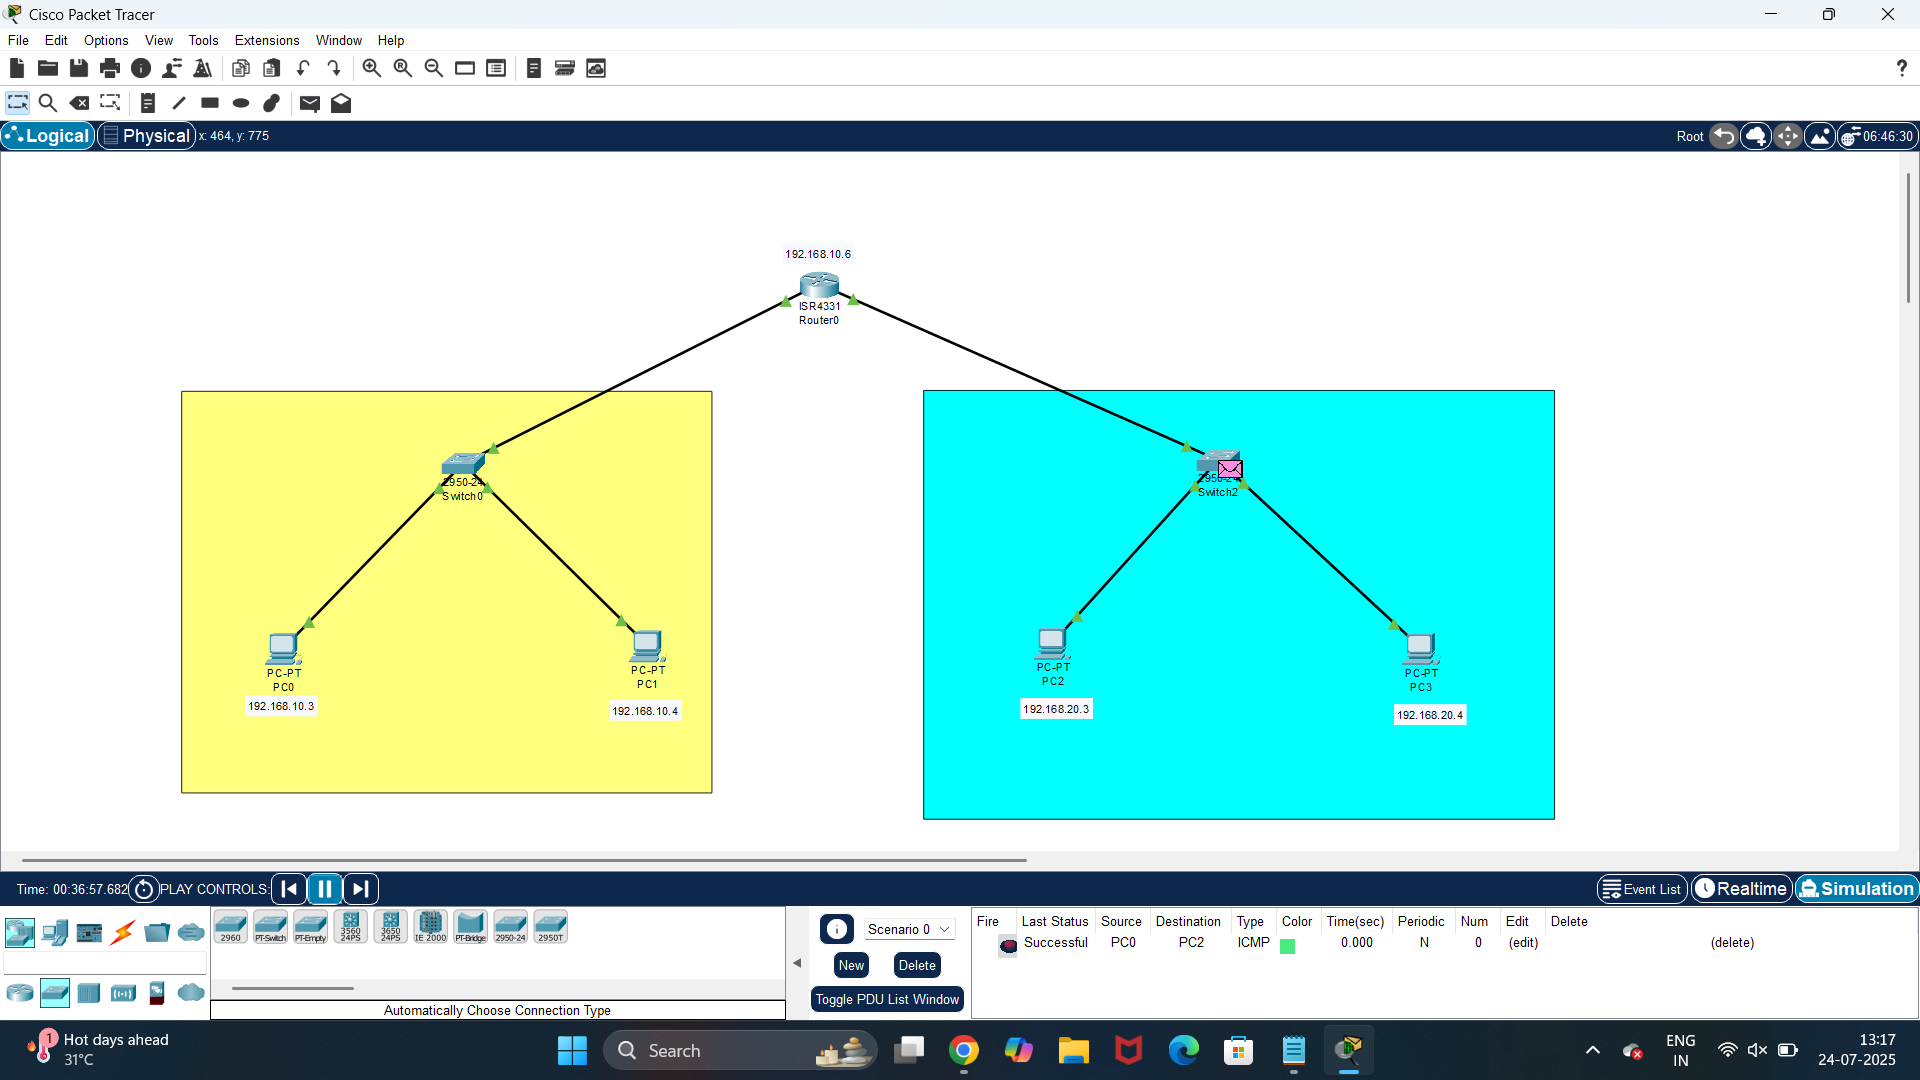 Cisco Packet Tracer
File Edit Options View Tools Extensions Window Help
?
Logical Physical x: 464, y: 775 Root 06:46:30
192.168.10.6
ISR4331
Router0
2950-24
Switch0
2950-24
Switch2
PC-PT
PC0
192.168.10.3
PC-PT
PC1
192.168.10.4
PC-PT
PC2
192.168.20.3
PC-PT
PC3
192.168.20.4
Time: 00:36:57.682 PLAY CONTROLS: Event List Realtime Simulation
2960 PT-Switch PT-Empty 3560 24PS 3650 24PS IE 2000 PT-Bridge 2950-24 2950T
Automatically Choose Connection Type
Scenario 0
New Delete
Toggle PDU List Window
Fire Last Status Source Destination Type Color Time(sec) Periodic Num Edit Delete
Successful PC0 PC2 ICMP 0.000 N 0 (edit) (delete)
1
Hot days ahead
31°C
Search
ENG
IN
13:17
24-07-2025